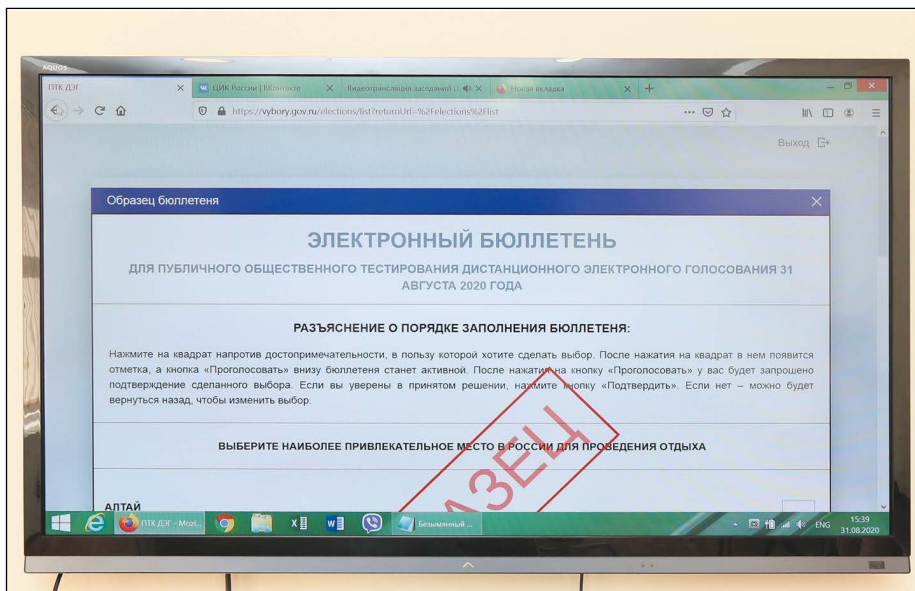 AQUOS
ПТК ДЭГ
ЦИК России | ВКонтакте
Видеотрансляция заседаний
Новая вкладка
https://vybory.gov.ru/elections/list?returnUrl=%2Felections%2Flist
Выход
Образец бюллетеня
ЭЛЕКТРОННЫЙ БЮЛЛЕТЕНЬ
ДЛЯ ПУБЛИЧНОГО ОБЩЕСТВЕННОГО ТЕСТИРОВАНИЯ ДИСТАНЦИОННОГО ЭЛЕКТРОННОГО ГОЛОСОВАНИЯ 31
АВГУСТА 2020 ГОДА
РАЗЪЯСНЕНИЕ О ПОРЯДКЕ ЗАПОЛНЕНИЯ БЮЛЛЕТЕНЯ:
Нажмите на квадрат напротив достопримечательности, в пользу которой хотите сделать выбор. После нажатия на квадрат в нем появится
отметка, а кнопка «Проголосовать» внизу бюллетеня станет активной. После нажатия на кнопку «Проголосовать» у вас будет запрошено
подтверждение сделанного выбора. Если вы уверены в принятом решении, нажмите кнопку «Подтвердить». Если нет – можно будет
вернуться назад, чтобы изменить выбор.
ВЫБЕРИТЕ НАИБОЛЕЕ ПРИВЛЕКАТЕЛЬНОЕ МЕСТО В РОССИИ ДЛЯ ПРОВЕДЕНИЯ ОТДЫХА
АЗЕЦ
АЛТАЙ
ПТК ДЭГ - Mozi...
Безымянный ...
ENG
15:39
31.08.2020